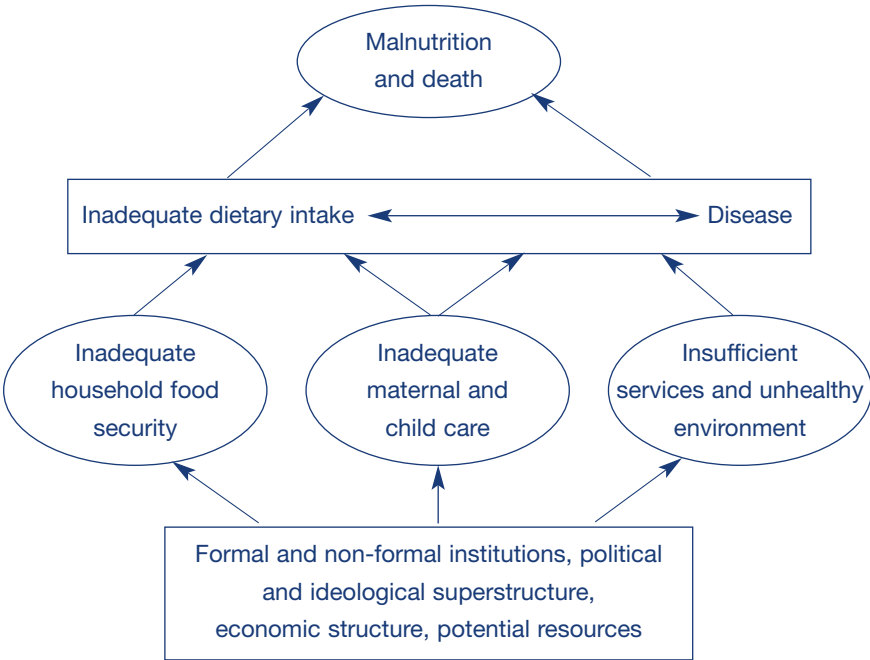 Malnutrition
and death
Inadequate dietary intake
Disease
Inadequate
household food
security
Inadequate
maternal and
child care
Insufficient
services and unhealthy
environment
Formal and non-formal institutions, political
and ideological superstructure,
economic structure, potential resources